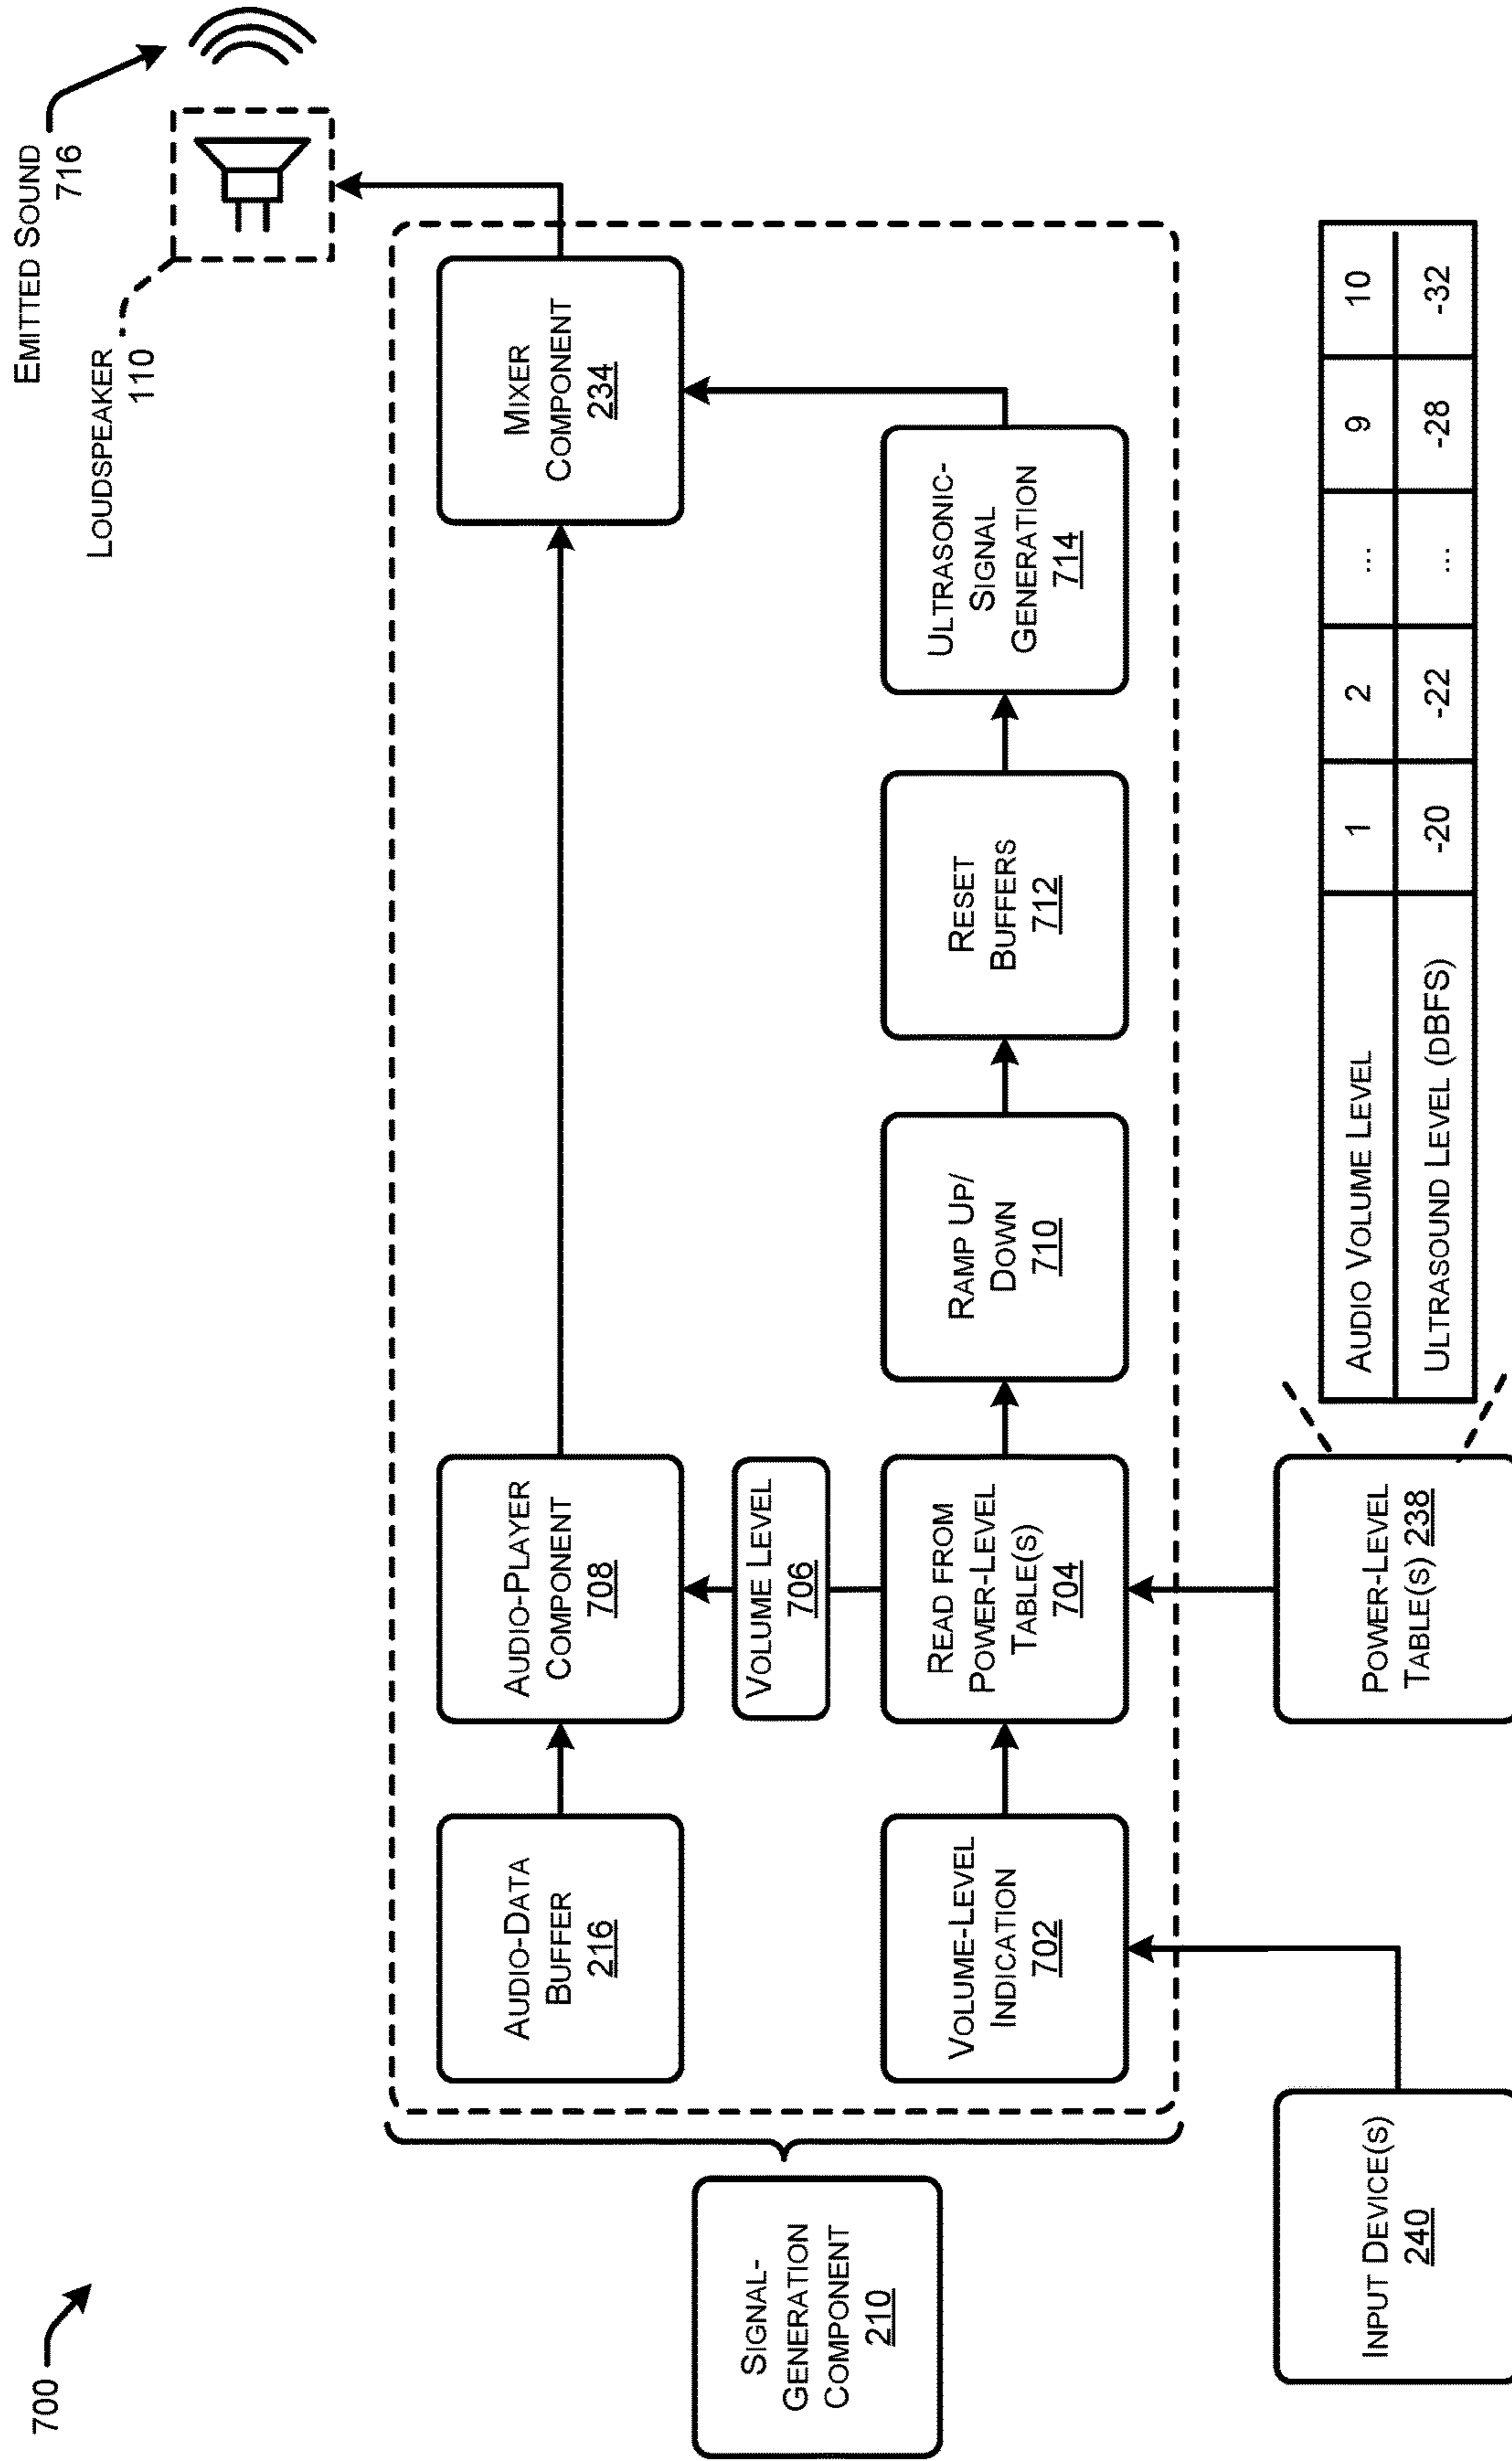 700
EMITTED SOUND
716
LOUDSPEAKER
110
SIGNAL-
GENERATION
COMPONENT
210
AUDIO-DATA
BUFFER
216
AUDIO-PLAYER
COMPONENT
708
MIXER
COMPONENT
234
VOLUME LEVEL
706
VOLUME-LEVEL
INDICATION
702
READ FROM
POWER-LEVEL
TABLE(S)
704
RAMP UP/
DOWN
710
RESET
BUFFERS
712
ULTRASONIC-
SIGNAL
GENERATION
714
INPUT DEVICE(S)
240
POWER-LEVEL
TABLE(S) 238
AUDIO VOLUME LEVEL 1 2 ... 9 10
ULTRASOUND LEVEL (DBFS) -20 -22 ... -28 -32